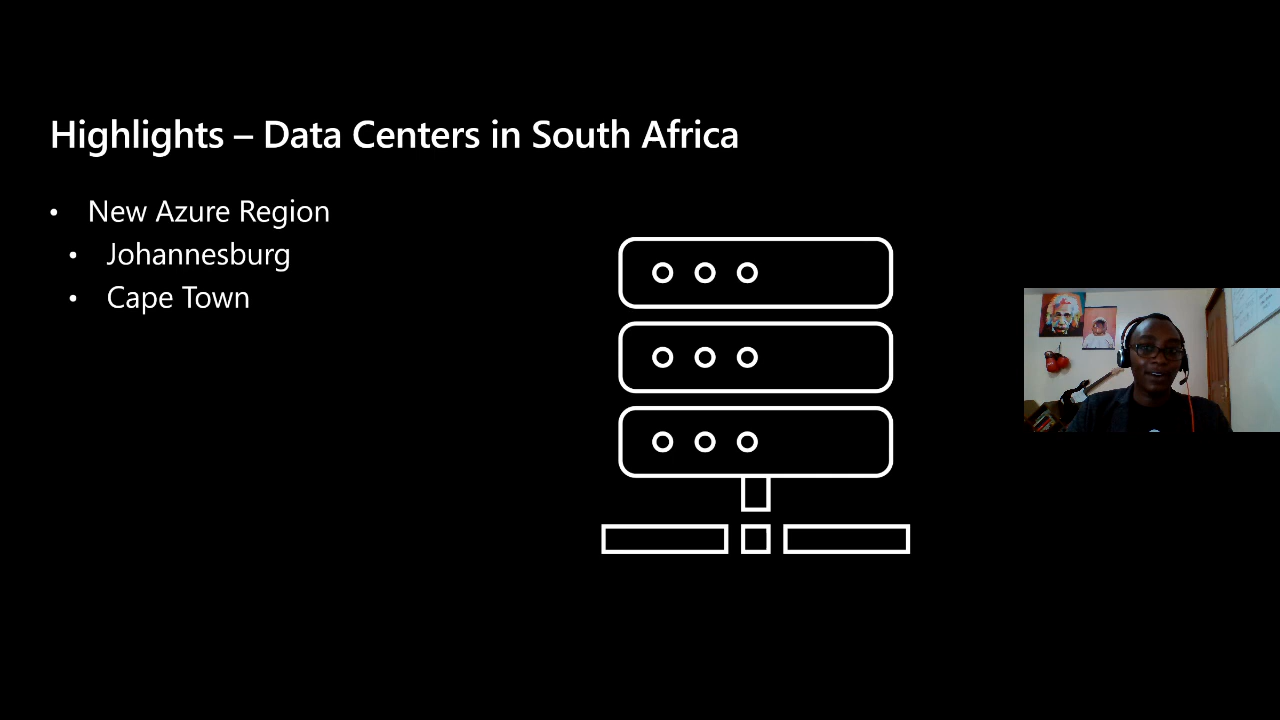 Highlights – Data Centers in South Africa
• New Azure Region
• Johannesburg
• Cape Town